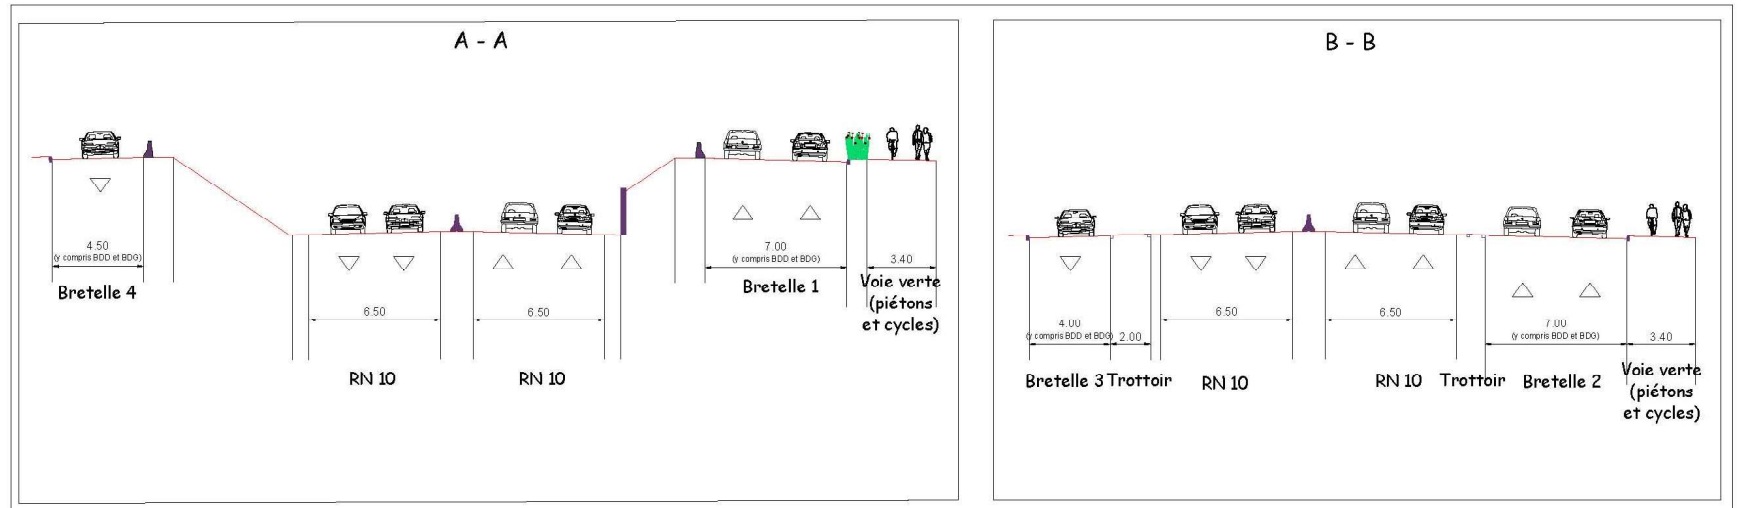 A - A
4.50
(y compris BDD et BDG)
Bretelle 4
6.50
6.50
RN 10
RN 10
7.00
(y compris BDD et BDG)
Bretelle 1
3.40
Voie verte
(piétons
et cycles)
B - B
4.00
(y compris BDD et BDG)
2.00
Bretelle 3
Trottoir
6.50
RN 10
6.50
RN 10
Trottoir
7.00
(y compris BDD et BDG)
Bretelle 2
3.40
Voie verte
(piétons
et cycles)